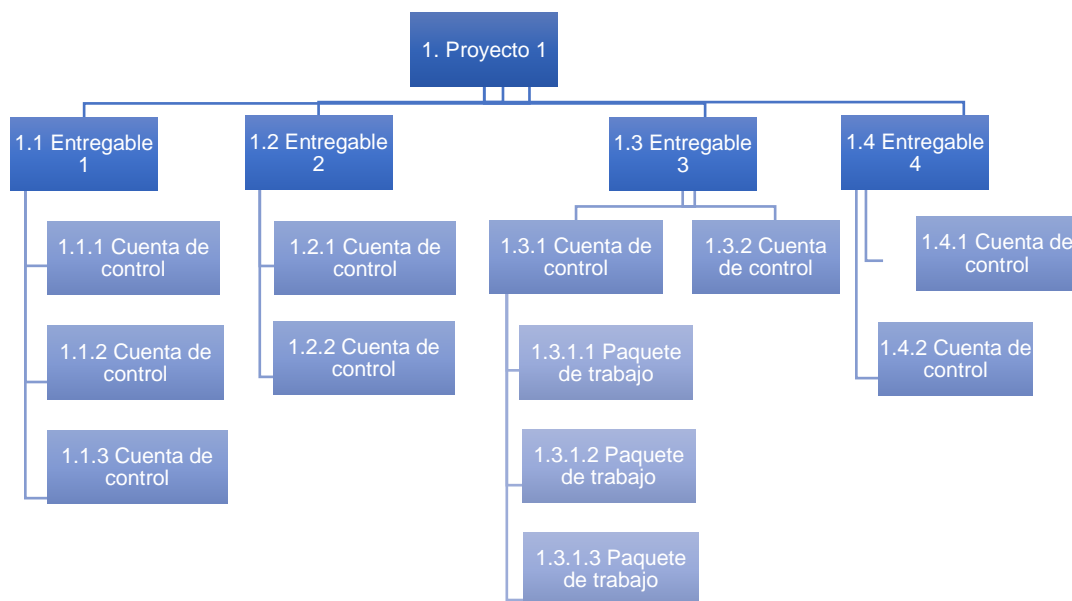 1. Proyecto 1
1.1 Entregable
1
1.2 Entregable
2
1.3 Entregable
3
1.4 Entregable
4
1.1.1 Cuenta de
control
1.1.2 Cuenta de
control
1.1.3 Cuenta de
control
1.2.1 Cuenta de
control
1.2.2 Cuenta de
control
1.3.1 Cuenta de
control
1.3.1.1 Paquete
de trabajo
1.3.1.2 Paquete
de trabajo
1.3.1.3 Paquete
de trabajo
1.3.2 Cuenta
de control
1.4.1 Cuenta de
control
1.4.2 Cuenta de
control